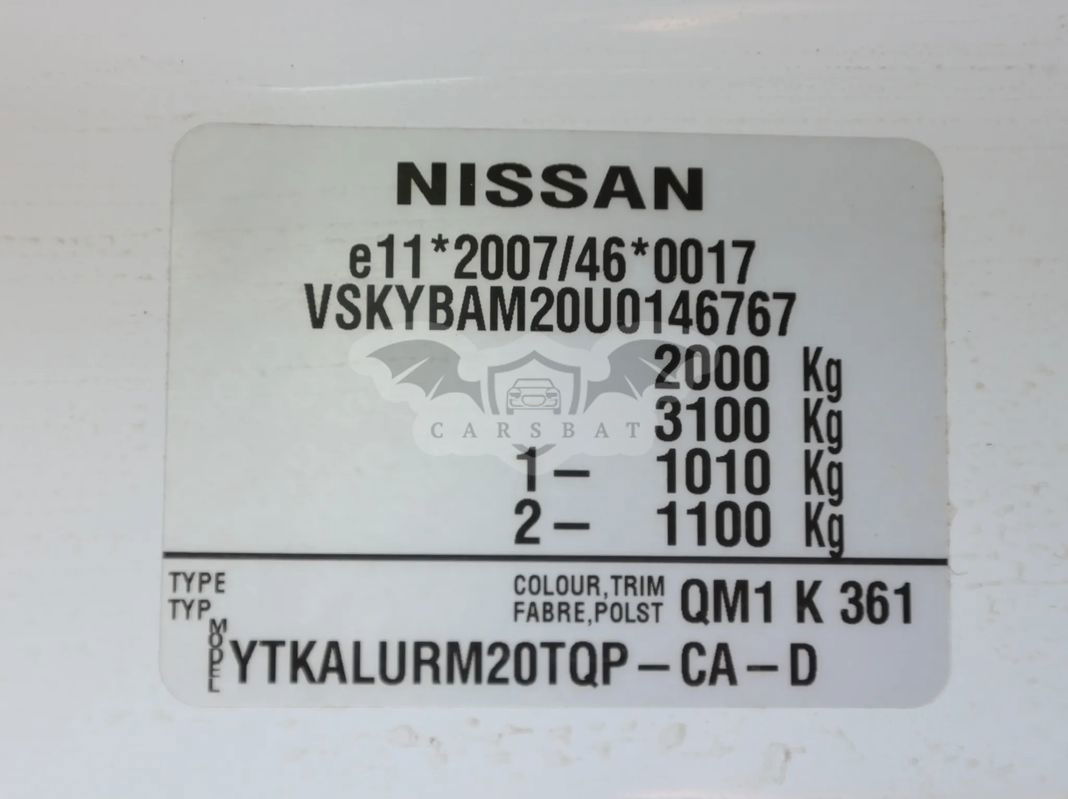 NISSAN
e11*2007/46*0017
VSKYBAM20U0146767
2000 Kg
3100 Kg
CARSBAT
1- 1010 Kg
2- 1100 Kg
TYPE
TYP
COLOUR,TRIM
FABRE,POLST
QM1 K 361
MODEL
YTKALURM20TQP-CA-D